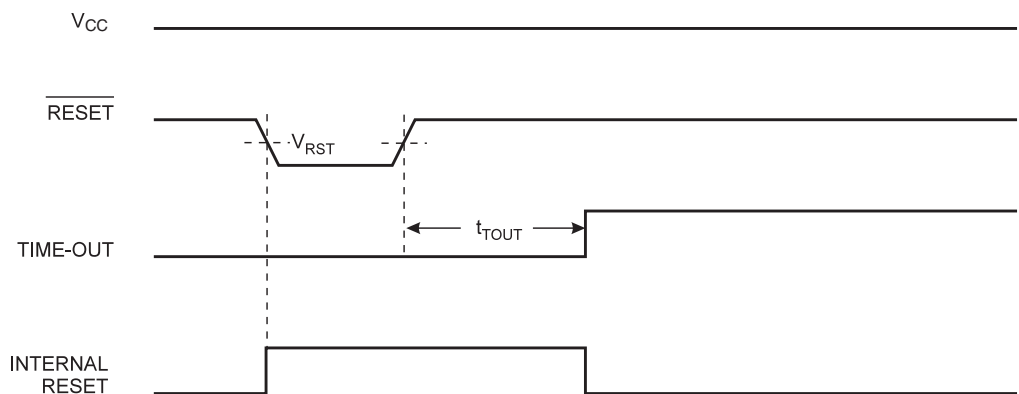 VCC
RESET
VRST
tTOUT
TIME-OUT
INTERNAL
RESET